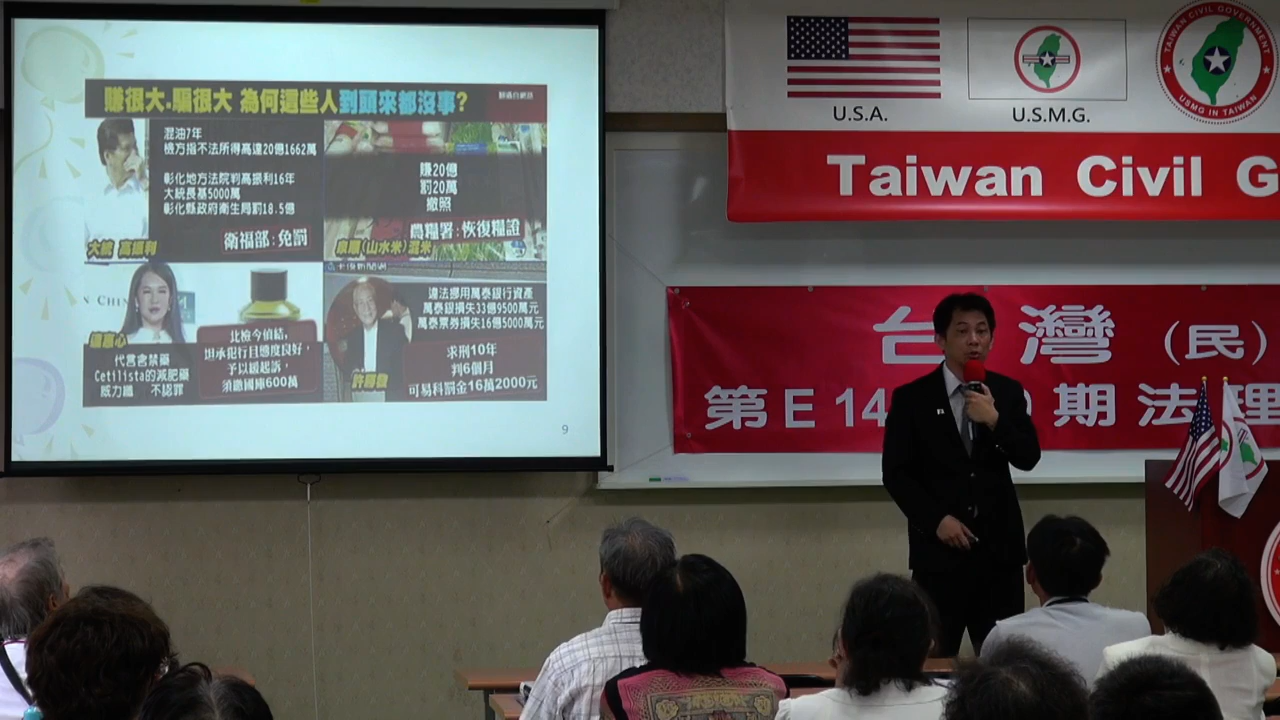 賺很大、騙很大 為何這些人到頭來都沒事?
混油7年
檢方指不法所得高達20億1662萬
彰化地方法院判高振利16年
大統長基5000萬
彰化縣政府衛生局罰18.5億
衛福部:免罰
大統 高振利
賺20億
罰20萬
撤照
農糧署:恢復糧證
泉順(山水米)混米
代言含禁藥
Cetilista的減肥藥
威力纖 不認罪
北檢今偵結,
坦承犯行且態度良好,
予以緩起訴,
須繳國庫600萬
違法挪用萬泰銀行資產
萬泰銀損失33億9500萬元
萬泰票券損失16億5000萬元
求刑10年
判6個月
可易科罰金16萬2000元
許勝發
9
U.S.A.
U.S.M.G.
TAIWAN CIVIL GOVERNMENT
USMG IN TAIWAN
Taiwan Civil G
台灣(民)
第E14 期法理